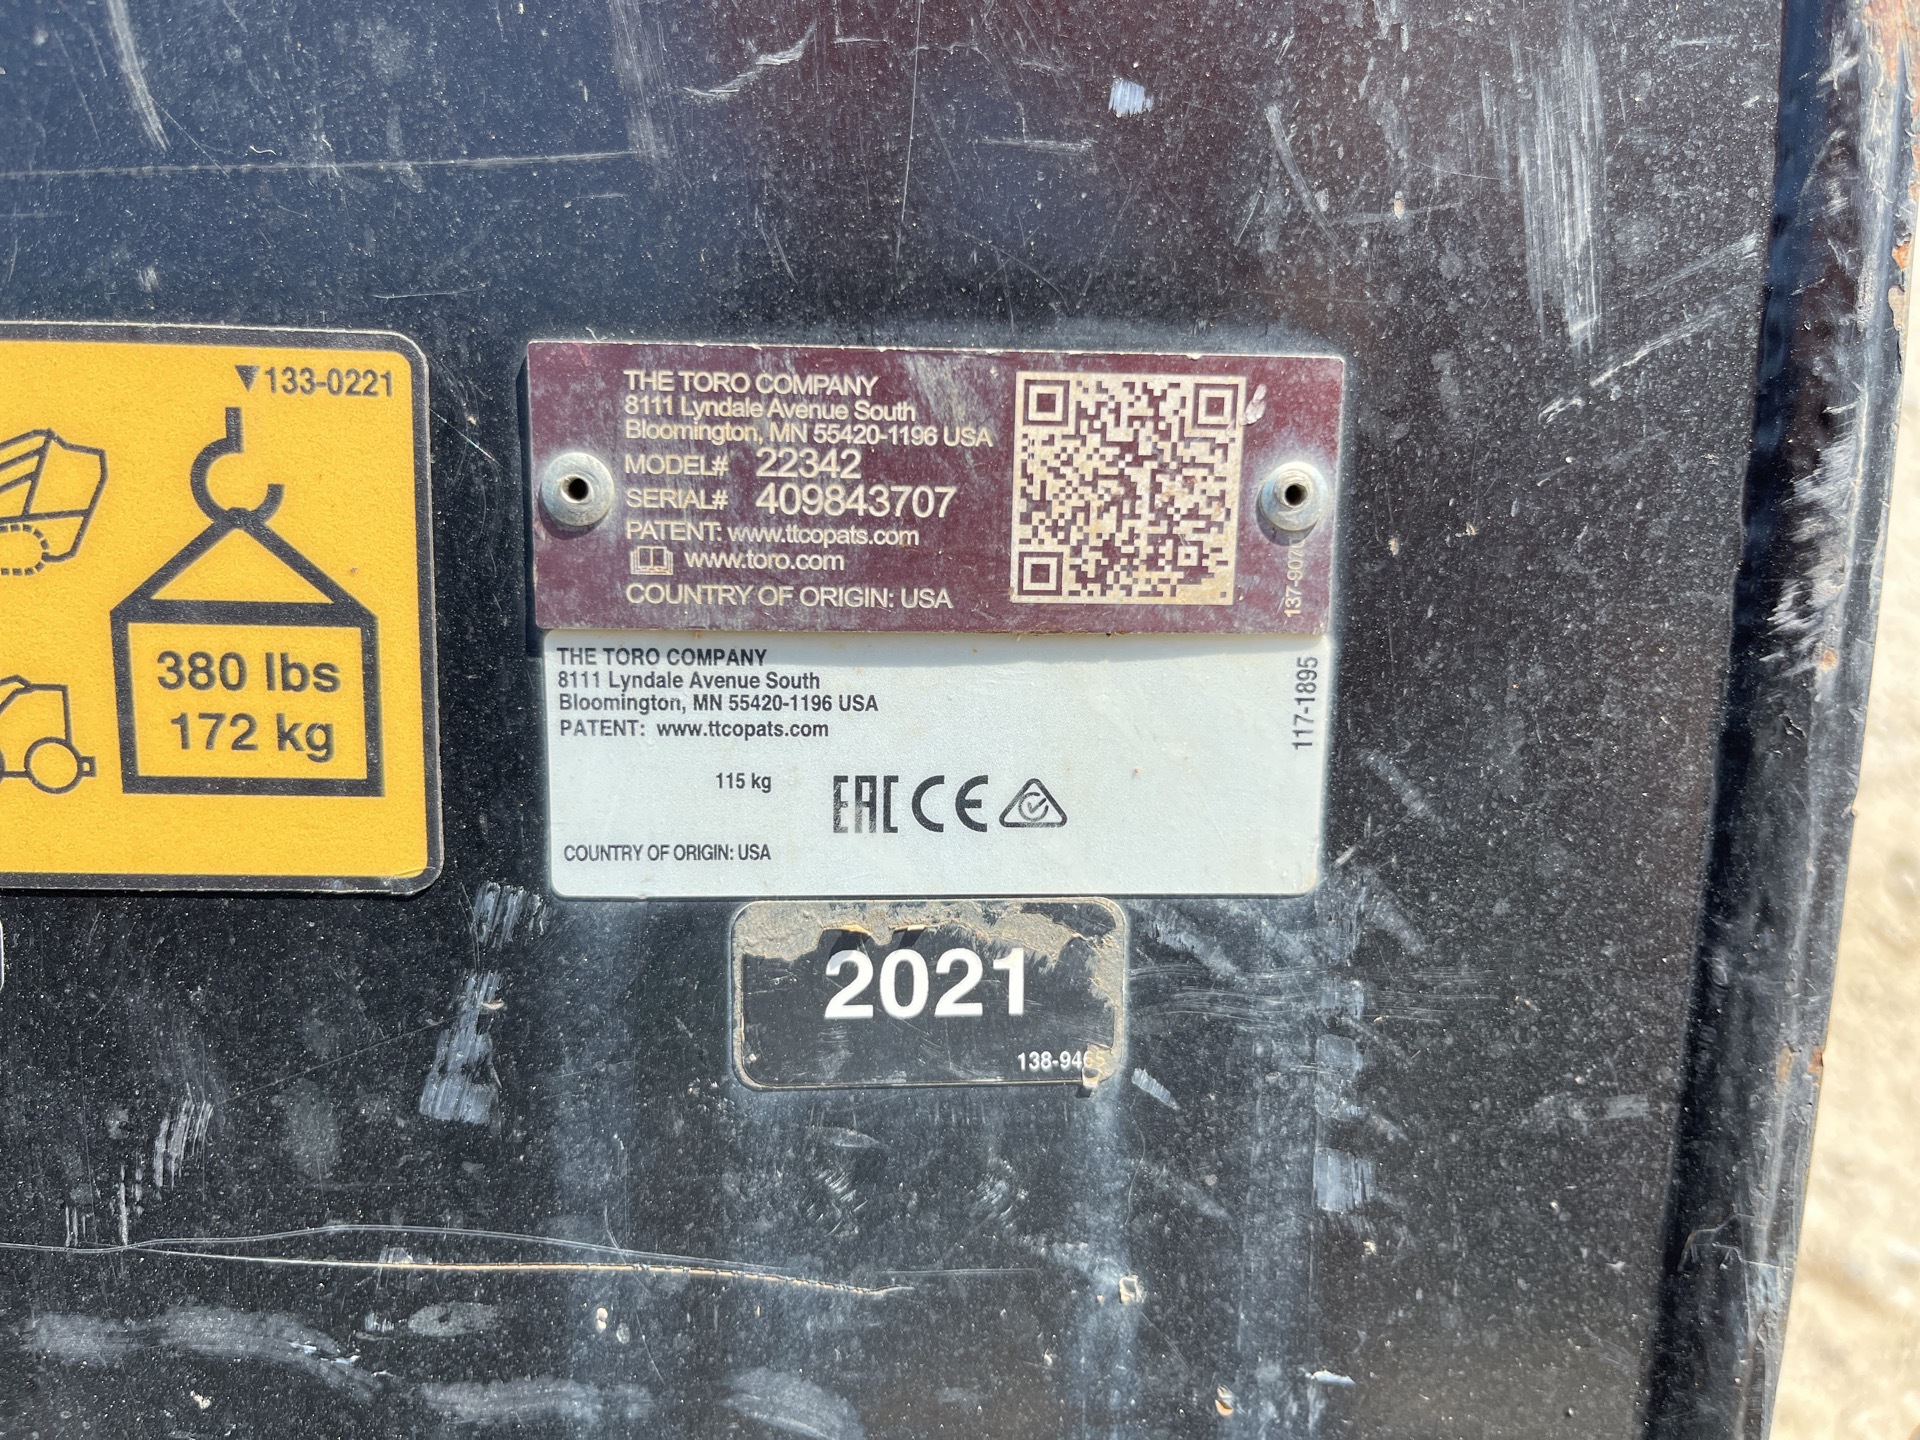 ▼133-0221
380 lbs
172 kg
THE TORO COMPANY
8111 Lyndale Avenue South
Bloomington, MN 55420-1196 USA
MODEL# 22342
SERIAL# 409843707
PATENT: www.ttcopats.com
www.toro.com
COUNTRY OF ORIGIN: USA
THE TORO COMPANY
8111 Lyndale Avenue South
Bloomington, MN 55420-1196 USA
PATENT: www.ttcopats.com
115 kg
EAC CE
COUNTRY OF ORIGIN: USA
117-1895
2021